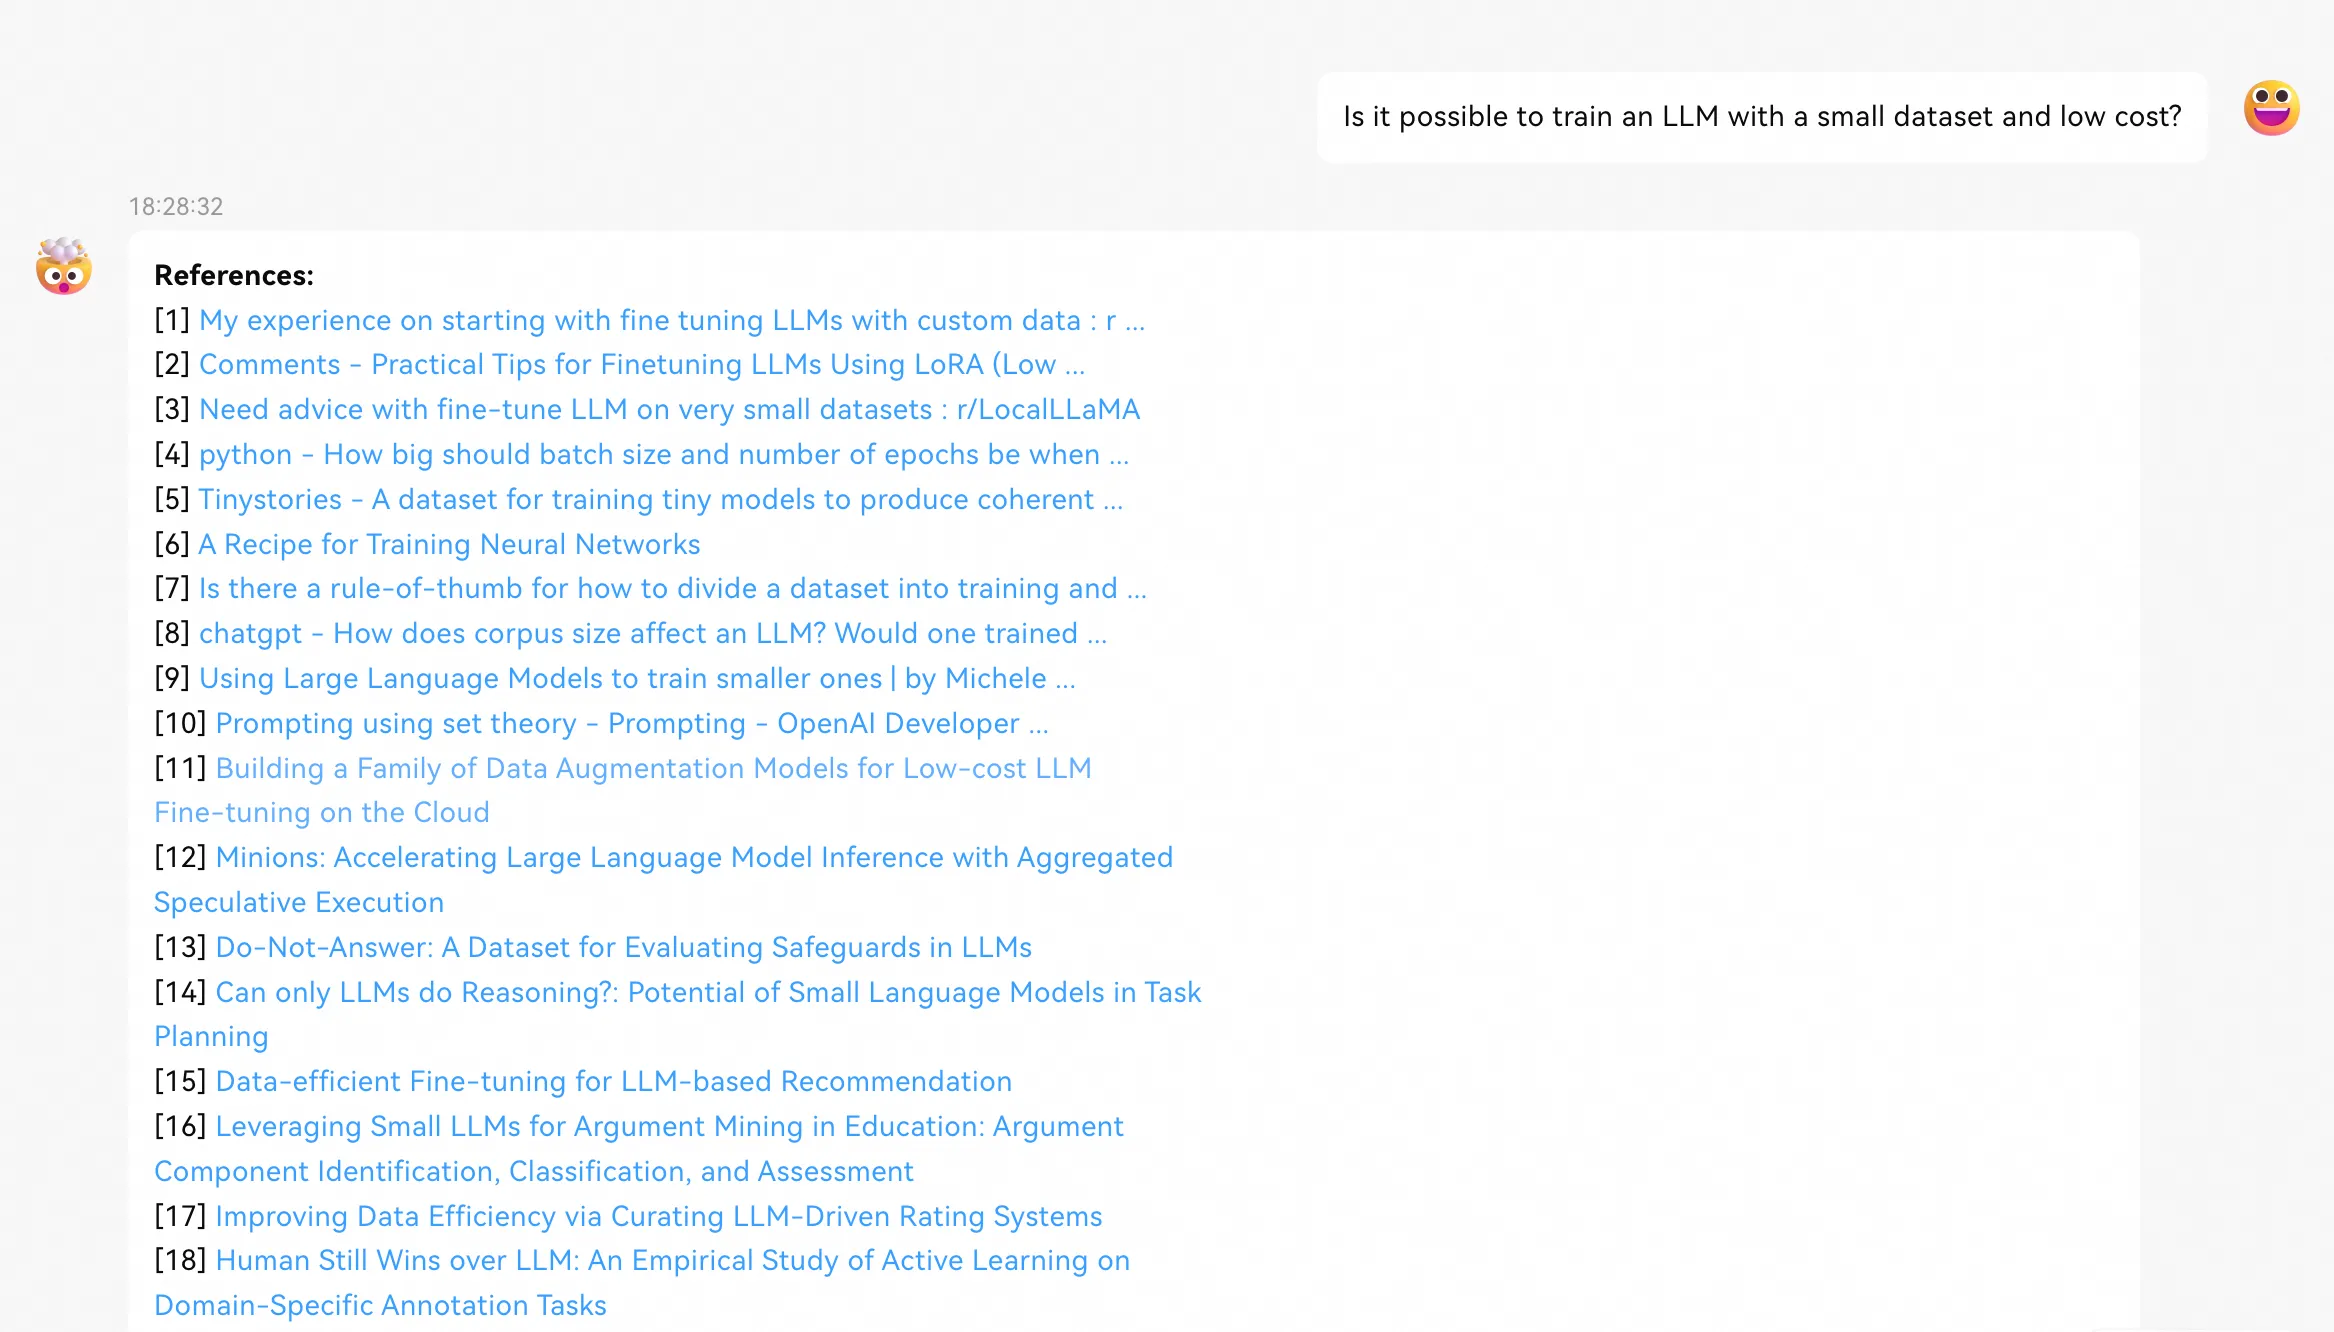 Is it possible to train an LLM with a small dataset and low cost?
18:28:32
References:
[1] My experience on starting with fine tuning LLMs with custom data : r ...
[2] Comments - Practical Tips for Finetuning LLMs Using LoRA (Low ...
[3] Need advice with fine-tune LLM on very small datasets : r/LocalLLaMA
[4] python - How big should batch size and number of epochs be when ...
[5] Tinystories - A dataset for training tiny models to produce coherent ...
[6] A Recipe for Training Neural Networks
[7] Is there a rule-of-thumb for how to divide a dataset into training and ...
[8] chatgpt - How does corpus size affect an LLM? Would one trained ...
[9] Using Large Language Models to train smaller ones | by Michele ...
[10] Prompting using set theory - Prompting - OpenAI Developer ...
[11] Building a Family of Data Augmentation Models for Low-cost LLM
Fine-tuning on the Cloud
[12] Minions: Accelerating Large Language Model Inference with Aggregated
Speculative Execution
[13] Do-Not-Answer: A Dataset for Evaluating Safeguards in LLMs
[14] Can only LLMs do Reasoning?: Potential of Small Language Models in Task
Planning
[15] Data-efficient Fine-tuning for LLM-based Recommendation
[16] Leveraging Small LLMs for Argument Mining in Education: Argument
Component Identification, Classification, and Assessment
[17] Improving Data Efficiency via Curating LLM-Driven Rating Systems
[18] Human Still Wins over LLM: An Empirical Study of Active Learning on
Domain-Specific Annotation Tasks